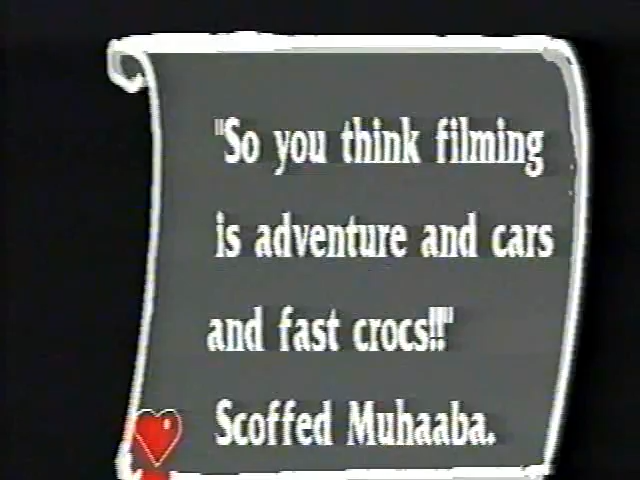 "So you think filming
is adventure and cars
and fast crocs!!"
Scoffed Muhaaba.